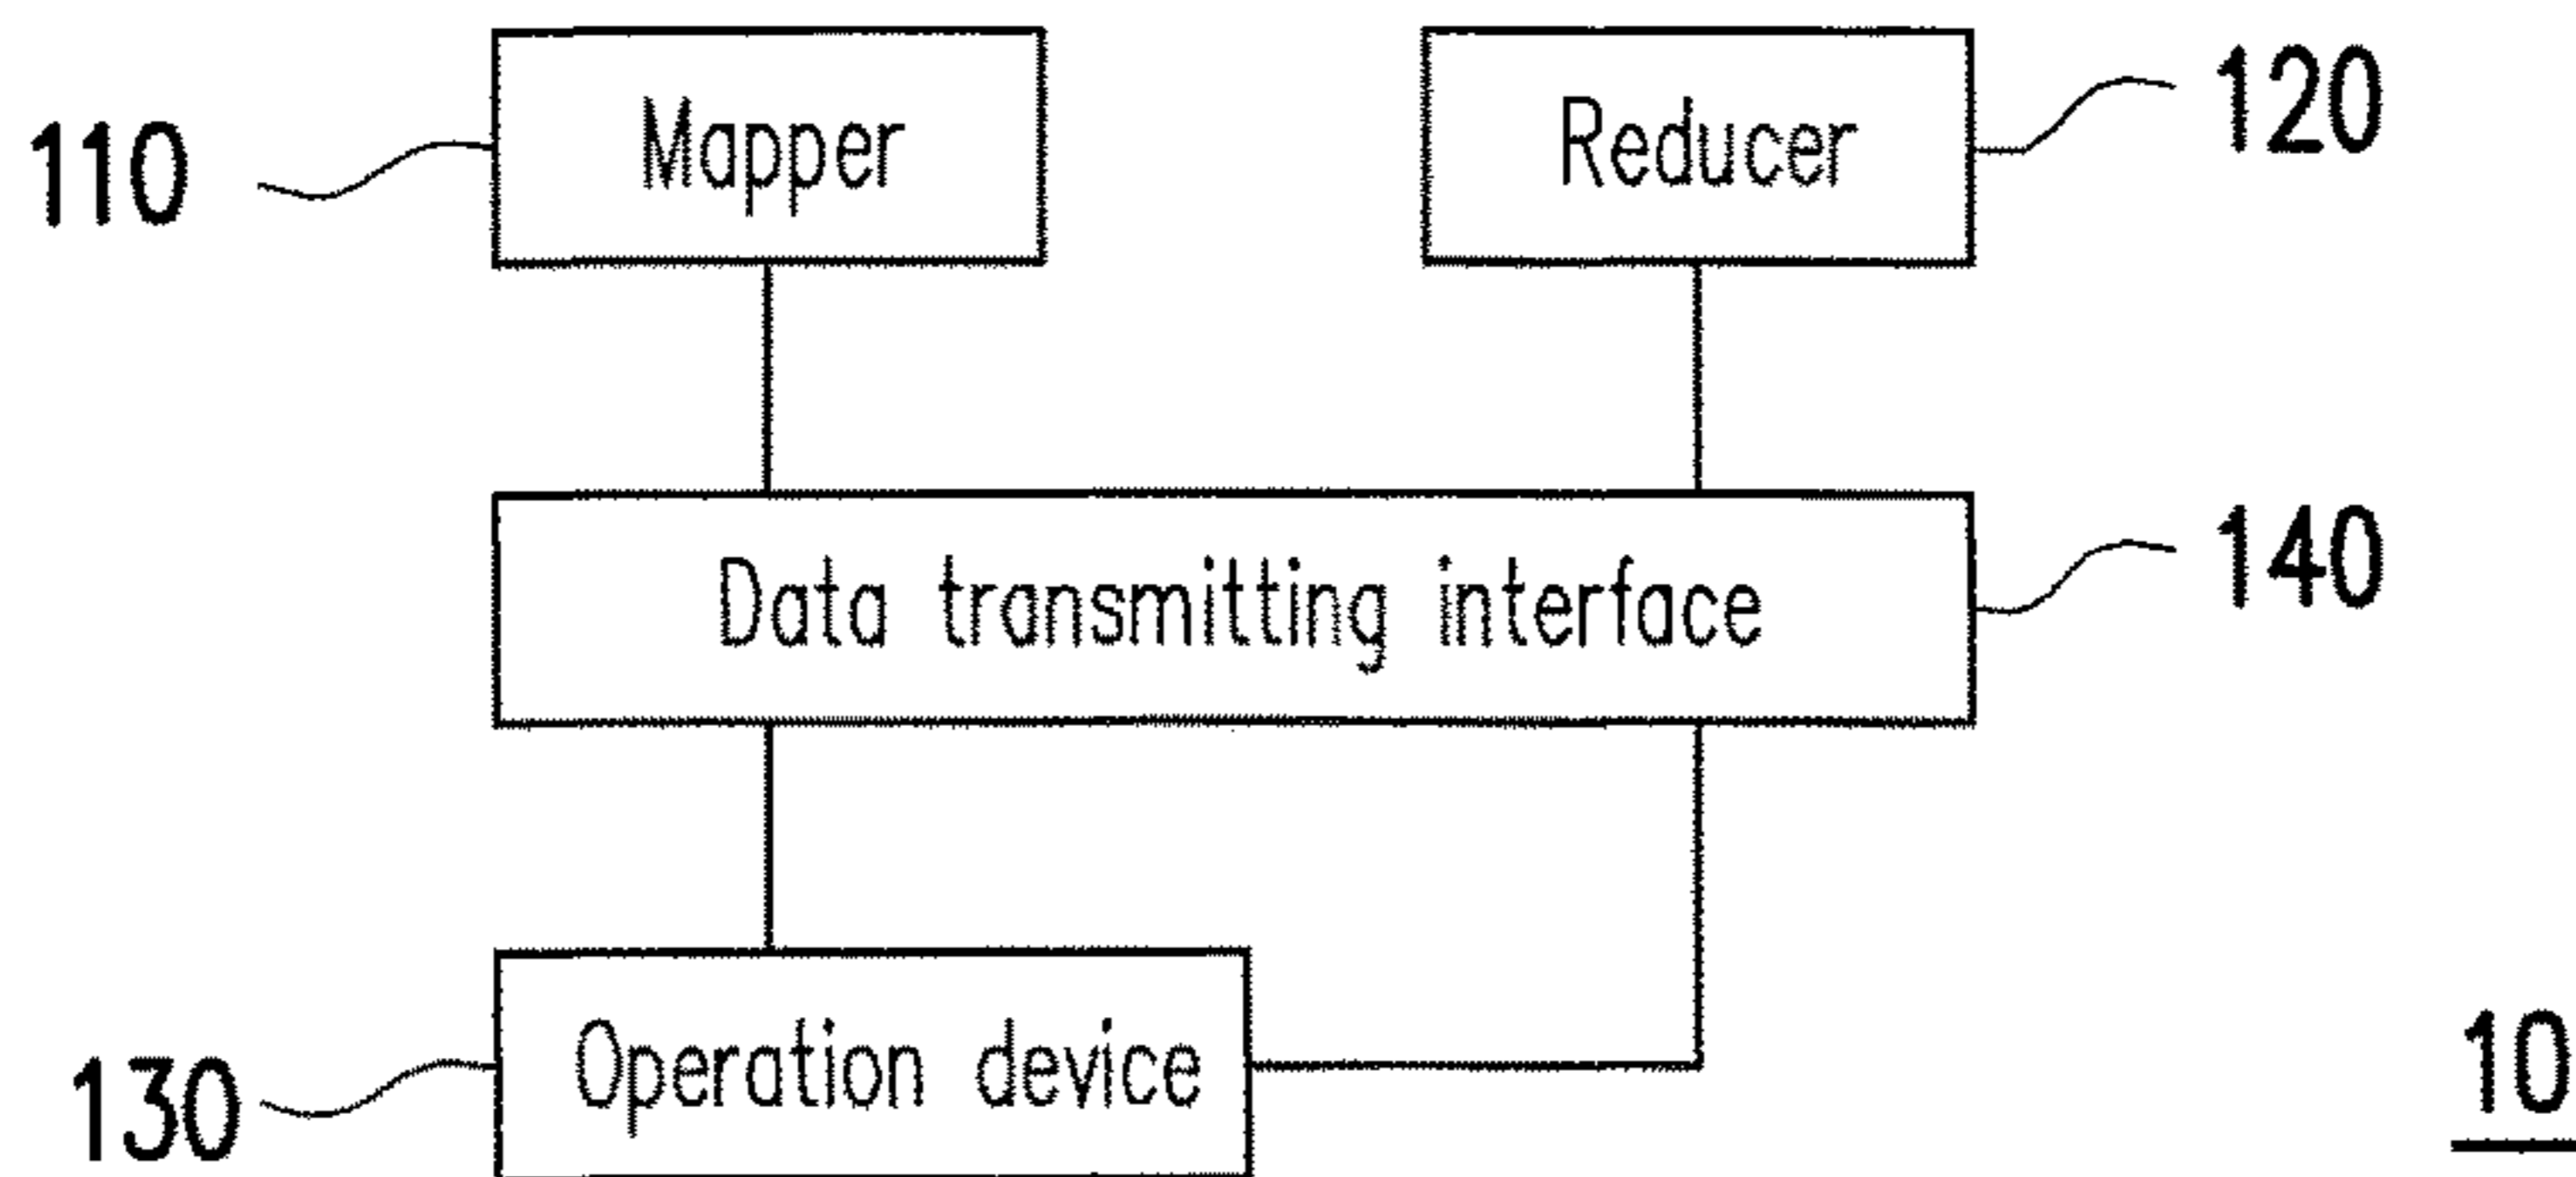 110
Mapper
Reducer
120
Data transmitting interface
140
130
Operation device
10